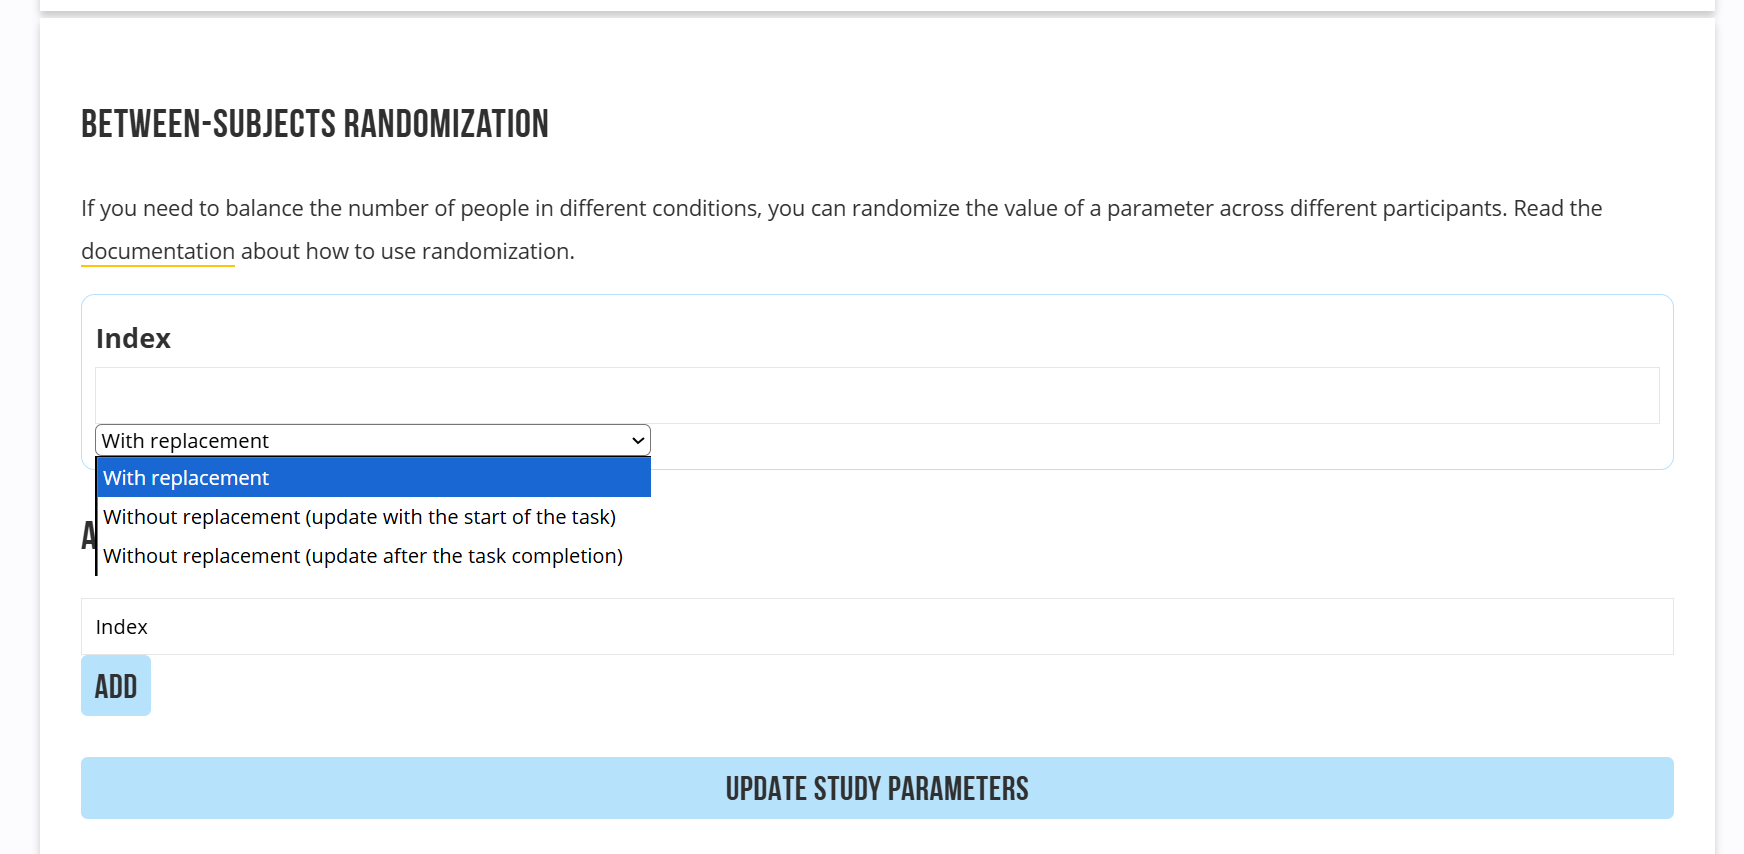 BETWEEN-SUBJECTS RANDOMIZATION
If you need to balance the number of people in different conditions, you can randomize the value of a parameter across different participants. Read the
documentation about how to use randomization.
Index
With replacement
With replacement
Without replacement (update with the start of the task)
Without replacement (update after the task completion)
Index
ADD
UPDATE STUDY PARAMETERS